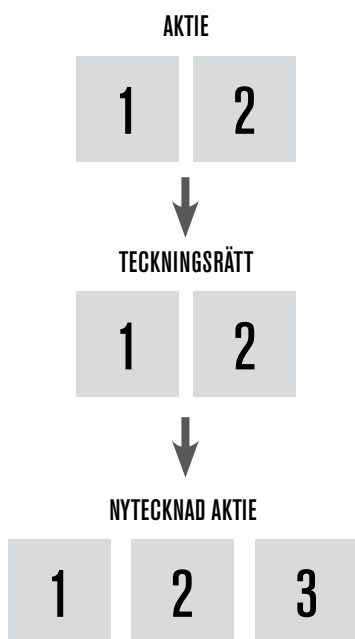 AKTIE
1 2
TECKNINGSRÄTT
1 2
NYTECKNAD AKTIE
1 2 3